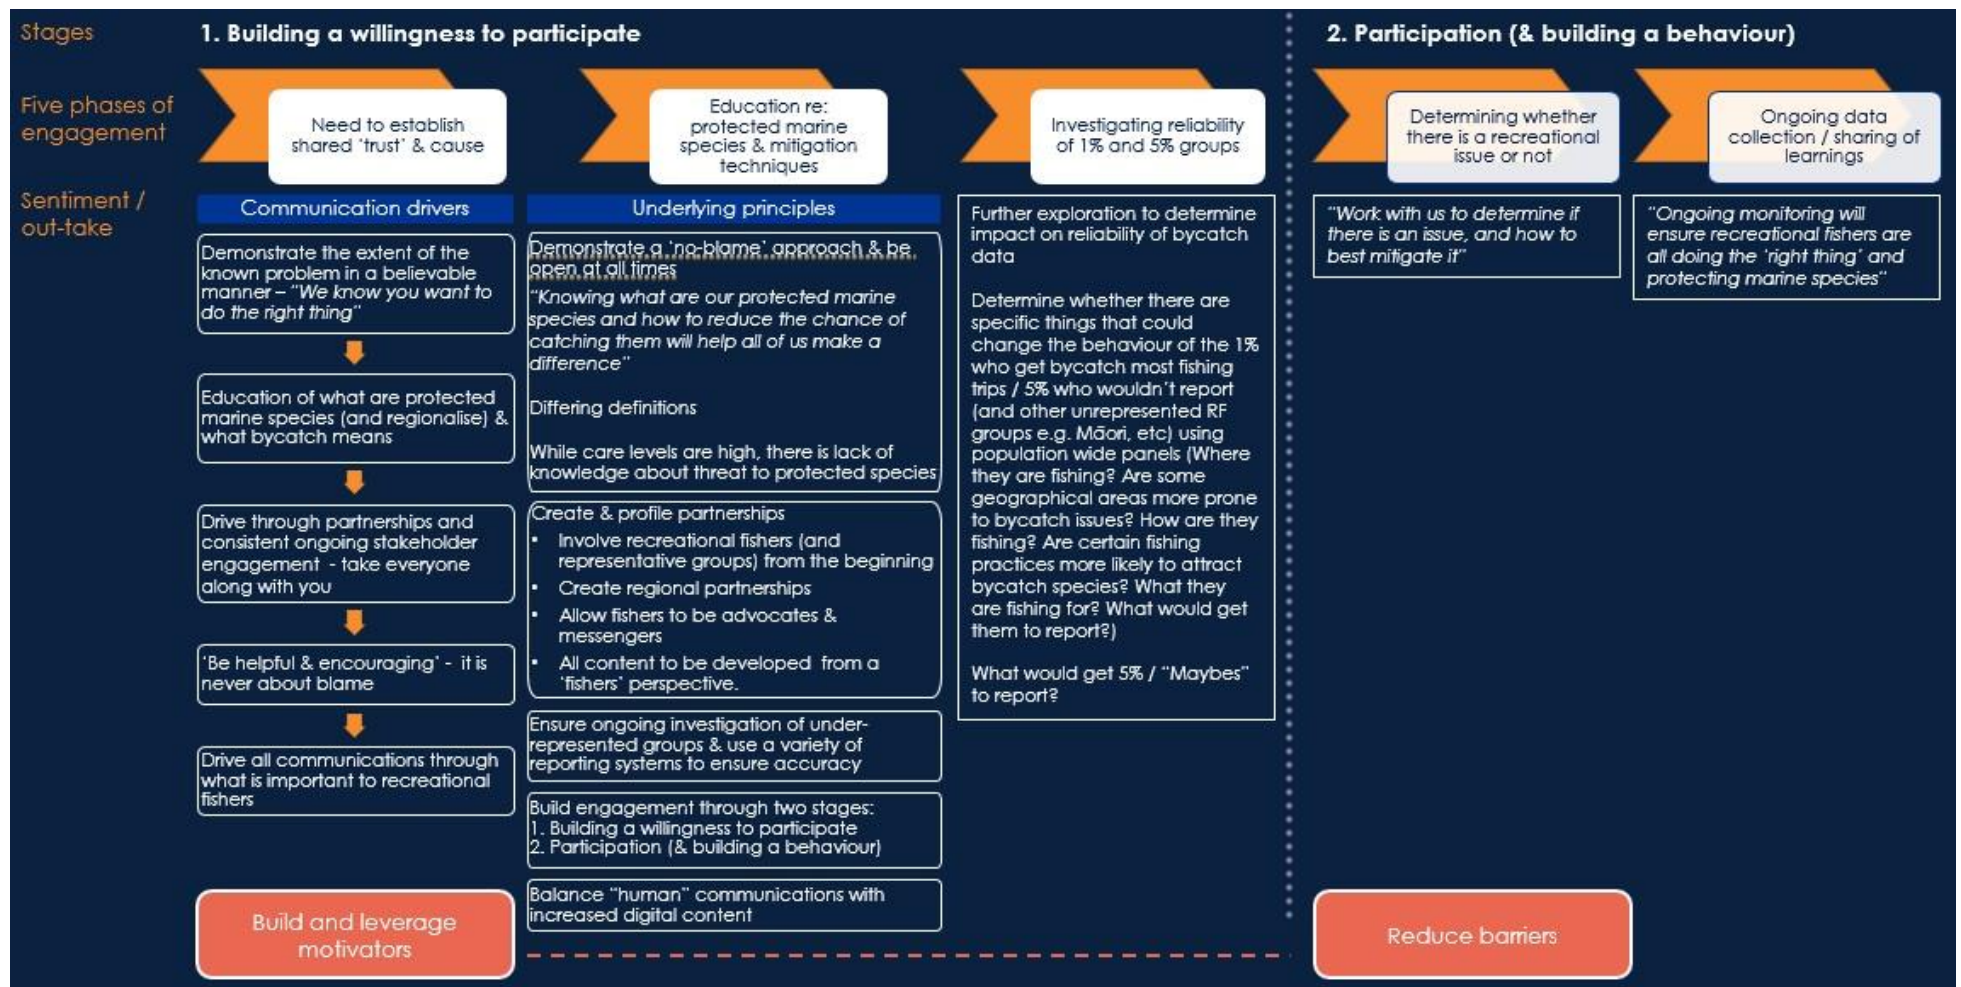 Stages
1. Building a willingness to participate
2. Participation (& building a behaviour)
Five phases of
engagement
Need to establish
shared ‘trust’ & cause
Education re:
protected marine
species & mitigation
techniques
Investigating reliability
of 1% and 5% groups
Determining whether
there is a recreational
issue or not
Ongoing data
collection / sharing of
learnings
Sentiment /
out-take
Communication drivers
Demonstrate the extent of the
known problem in a believable
manner – “We know you want to
do the right thing”
Education of what are protected
marine species (and regionalise) &
what bycatch means
Drive through partnerships and
consistent ongoing stakeholder
engagement - take everyone
along with you
‘Be helpful & encouraging’ - it is
never about blame
Drive all communications through
what is important to recreational
fishers
Underlying principles
Demonstrate a ‘no-blame’ approach & be
open at all times
“Knowing what are our protected marine
species and how to reduce the chance of
catching them will help all of us make a
difference”
Differing definitions
While care levels are high, there is lack of
knowledge about threat to protected species
Create & profile partnerships
• Involve recreational fishers (and
representative groups) from the beginning
• Create regional partnerships
• Allow fishers to be advocates &
messengers
• All content to be developed from a
‘fishers’ perspective.
Ensure ongoing investigation of under-
represented groups & use a variety of
reporting systems to ensure accuracy
Build engagement through two stages:
1. Building a willingness to participate
2. Participation (& building a behaviour)
Balance “human” communications with
increased digital content
Further exploration to determine
impact on reliability of bycatch
data
Determine whether there are
specific things that could
change the behaviour of the 1%
who get bycatch most fishing
trips / 5% who wouldn’t report
(and other unrepresented RF
groups e.g. Māori, etc) using
population wide panels (Where
they are fishing? Are some
geographical areas more prone
to bycatch issues? How are they
fishing? Are certain fishing
practices more likely to attract
bycatch species? What they
are fishing for? What would get
them to report?)
What would get 5% / “Maybes”
to report?
“Work with us to determine if
there is an issue, and how to
best mitigate it”
“Ongoing monitoring will
ensure recreational fishers are
all doing the ‘right thing’ and
protecting marine species”
Build and leverage
motivators
Reduce barriers